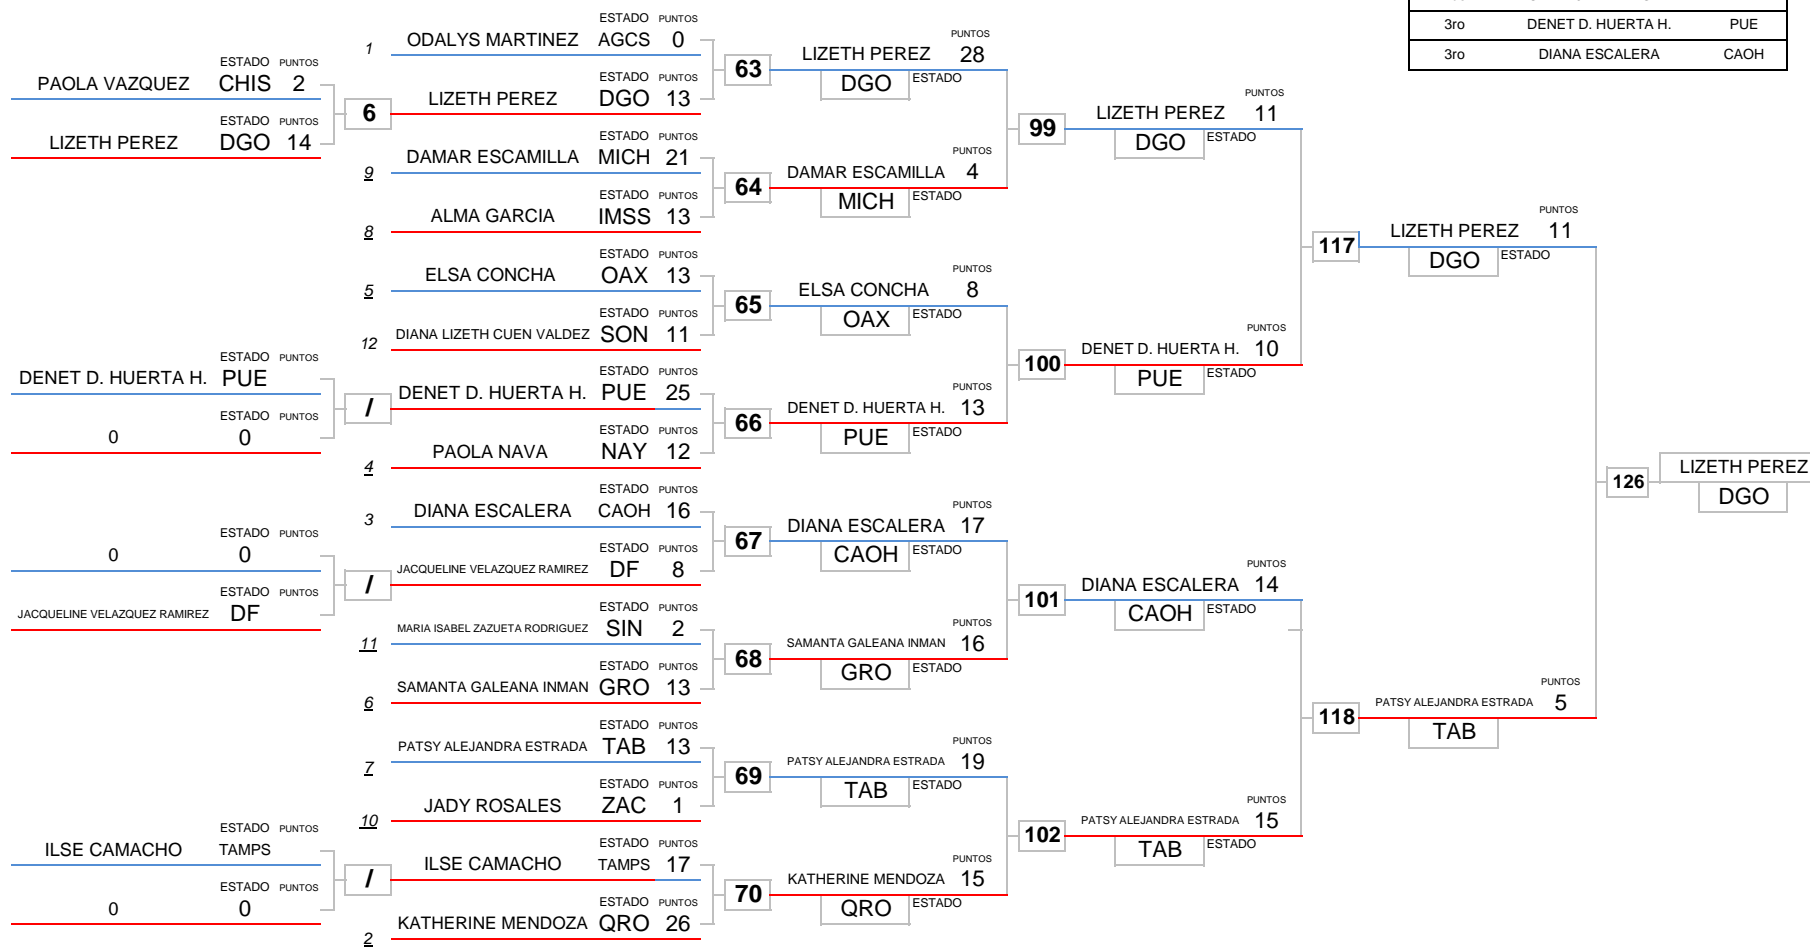 3ro DENET D. HUERTA H. PUE
3ro DIANA ESCALERA CAOH
ESTADO PUNTOS
PAOLA VAZQUEZ CHIS 2
ESTADO PUNTOS
LIZETH PEREZ DGO 14
6
ESTADO PUNTOS
DENET D. HUERTA H. PUE
ESTADO PUNTOS
0 0
/
ESTADO PUNTOS
0 0
ESTADO PUNTOS
JACQUELINE VELAZQUEZ RAMIREZ DF
/
ESTADO PUNTOS
ILSE CAMACHO TAMPS
ESTADO PUNTOS
0 0
/
ESTADO PUNTOS
1 ODALYS MARTINEZ AGCS 0
ESTADO PUNTOS
LIZETH PEREZ DGO 13
63
ESTADO PUNTOS
9 DAMAR ESCAMILLA MICH 21
ESTADO PUNTOS
8 ALMA GARCIA IMSS 13
64
ESTADO PUNTOS
5 ELSA CONCHA OAX 13
ESTADO PUNTOS
12 DIANA LIZETH CUEN VALDEZ SON 11
65
ESTADO PUNTOS
DENET D. HUERTA H. PUE 25
ESTADO PUNTOS
4 PAOLA NAVA NAY 12
66
ESTADO PUNTOS
3 DIANA ESCALERA CAOH 16
ESTADO PUNTOS
JACQUELINE VELAZQUEZ RAMIREZ DF 8
67
ESTADO PUNTOS
11 MARIA ISABEL ZAZUETA RODRIGUEZ SIN 2
ESTADO PUNTOS
6 SAMANTA GALEANA INMAN GRO 13
68
ESTADO PUNTOS
7 PATSY ALEJANDRA ESTRADA TAB 13
ESTADO PUNTOS
10 JADY ROSALES ZAC 1
69
ESTADO PUNTOS
ILSE CAMACHO TAMPS 17
ESTADO PUNTOS
2 KATHERINE MENDOZA QRO 26
70
PUNTOS
LIZETH PEREZ 28
DGO ESTADO
PUNTOS
DAMAR ESCAMILLA 4
MICH ESTADO
99
PUNTOS
ELSA CONCHA 8
OAX ESTADO
PUNTOS
DENET D. HUERTA H. 13
PUE ESTADO
100
PUNTOS
DIANA ESCALERA 17
CAOH ESTADO
PUNTOS
SAMANTA GALEANA INMAN 16
GRO ESTADO
101
PUNTOS
PATSY ALEJANDRA ESTRADA 19
TAB ESTADO
PUNTOS
KATHERINE MENDOZA 15
QRO ESTADO
102
PUNTOS
LIZETH PEREZ 11
DGO ESTADO
PUNTOS
DENET D. HUERTA H. 10
PUE ESTADO
117
PUNTOS
DIANA ESCALERA 14
CAOH ESTADO
PUNTOS
PATSY ALEJANDRA ESTRADA 15
TAB ESTADO
118
PUNTOS
LIZETH PEREZ 11
DGO ESTADO
PUNTOS
PATSY ALEJANDRA ESTRADA 5
TAB
126
LIZETH PEREZ
DGO